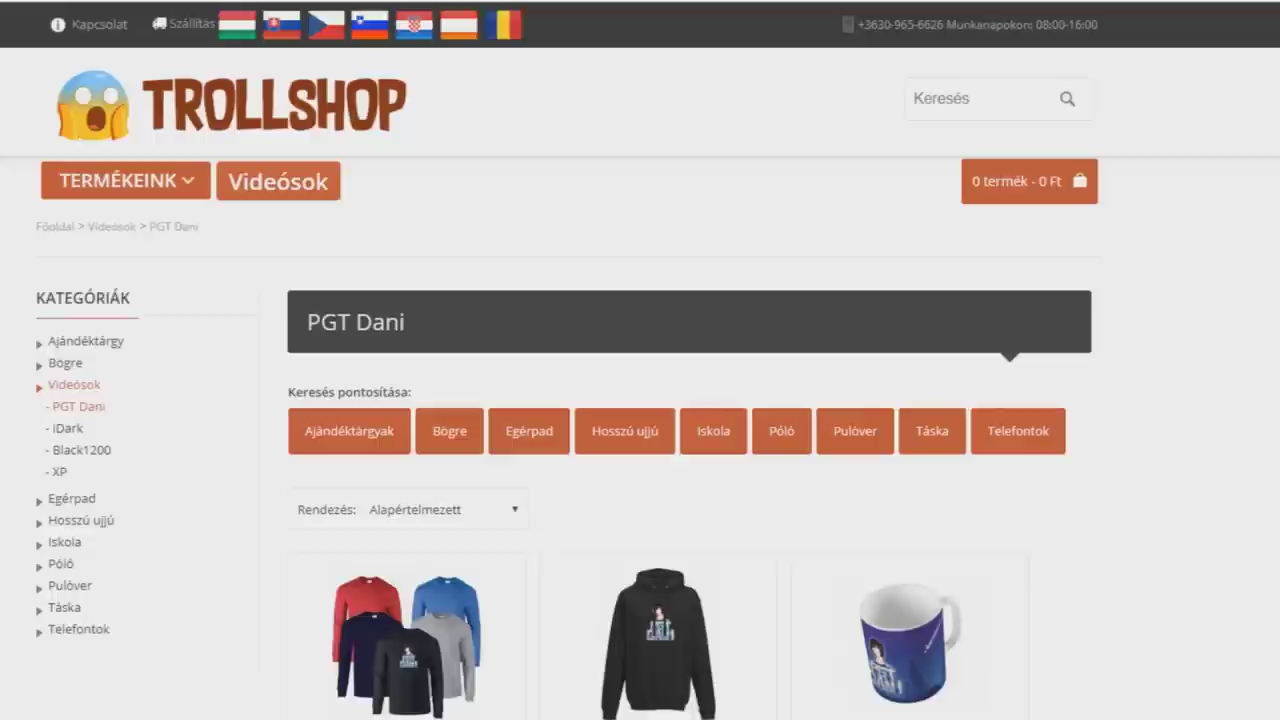 Kapcsolat
Szállítás
+3630-965-6626 Munkanapokon: 08:00-16:00
TROLLSHOP
Keresés
TERMÉKEINK
Videósok
0 termék - 0 Ft
Főoldal > Videósok > PGT Dani
KATEGÓRIÁK
Ajándéktárgy
Bögre
Videósok
- PGT Dani
- iDark
- Black1200
- XP
Egérpad
Hosszú ujjú
Iskola
Póló
Pulóver
Táska
Telefontok
PGT Dani
Keresés pontosítása:
Ajándéktárgyak Bögre Egérpad Hosszú ujjú Iskola Póló Pulóver Táska Telefontok
Rendezés: Alapértelmezett